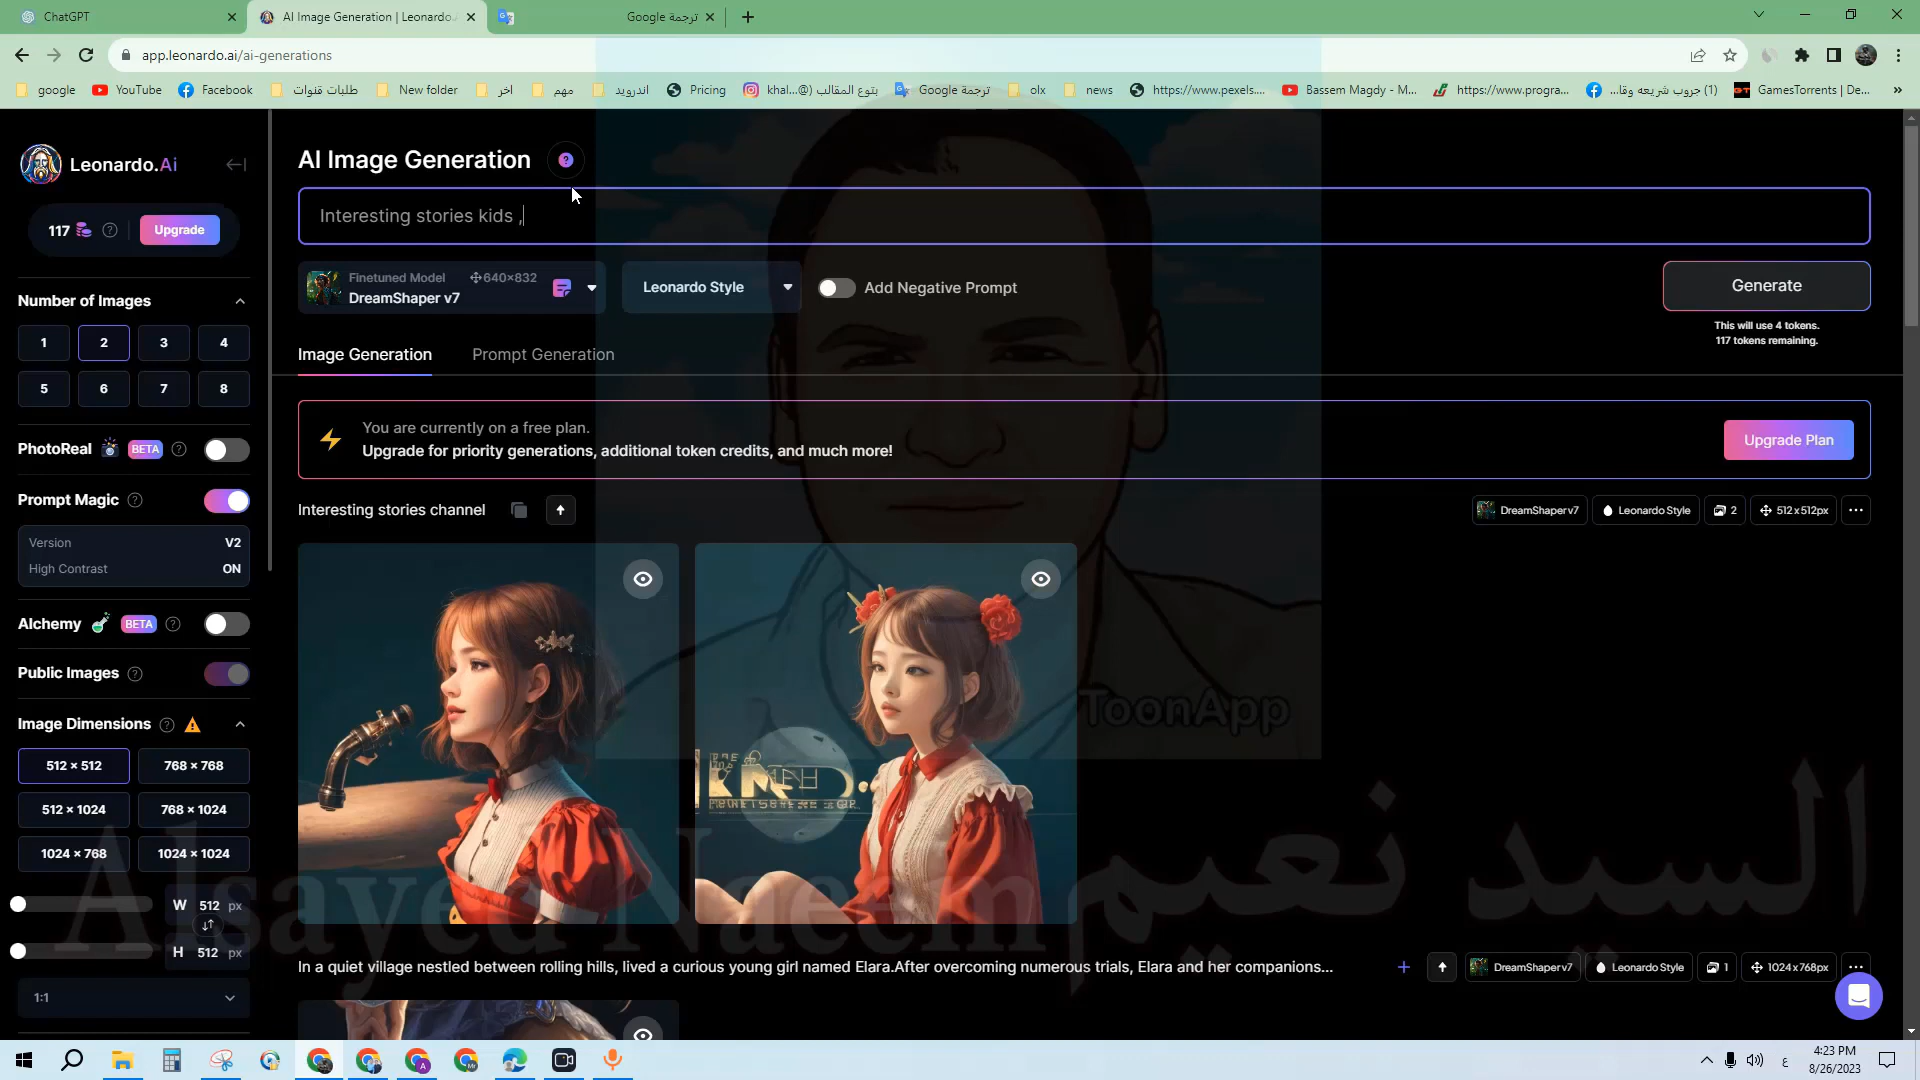 ChatGPT
AI Image Generation | Leonardo.
ترجمة Google
app.leonardo.ai/ai-generations
google
YouTube
Facebook
طلبات قنوات
New folder
اخر
مهم
اندرويد
Pricing
بتوع المقالب (@khal...
ترجمة Google
olx
news
https://www.pexels....
Bassem Magdy - M...
https://www.progra...
(1) جروب شريعه وقا...
GamesTorrents | De...
Leonardo.Ai
AI Image Generation
Interesting stories kids ,
117
Upgrade
Finetuned Model
640×832
DreamShaper v7
Leonardo Style
Add Negative Prompt
Generate
This will use 4 tokens.
117 tokens remaining.
Number of Images
1 2 3 4
5 6 7 8
Image Generation
Prompt Generation
You are currently on a free plan.
Upgrade for priority generations, additional token credits, and much more!
Upgrade Plan
PhotoReal BETA
Prompt Magic
Version V2
High Contrast ON
Interesting stories channel
DreamShaper v7
Leonardo Style
2
512 x 512px
Alchemy BETA
Public Images
Image Dimensions
512 × 512
768 × 768
512 × 1024
768 × 1024
1024 × 768
1024 × 1024
W 512 px
H 512 px
1:1
ToonApp
Alsayed Naeem
السيد نعيم
In a quiet village nestled between rolling hills, lived a curious young girl named Elara.After overcoming numerous trials, Elara and her companions...
DreamShaper v7
Leonardo Style
1
1024 x 768px
ع
4:23 PM
8/26/2023